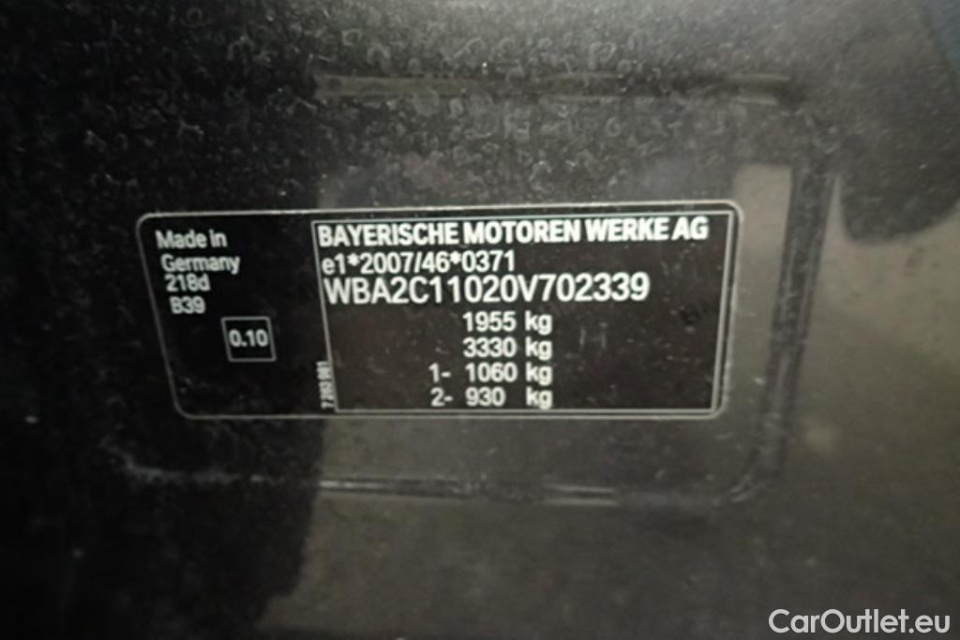 Made in
Germany
218d
B39
0.10
BAYERISCHE MOTOREN WERKE AG
e1*2007/46*0371
WBA2C11020V702339
1955 kg
3330 kg
1- 1060 kg
2- 930 kg
CarOutlet.eu